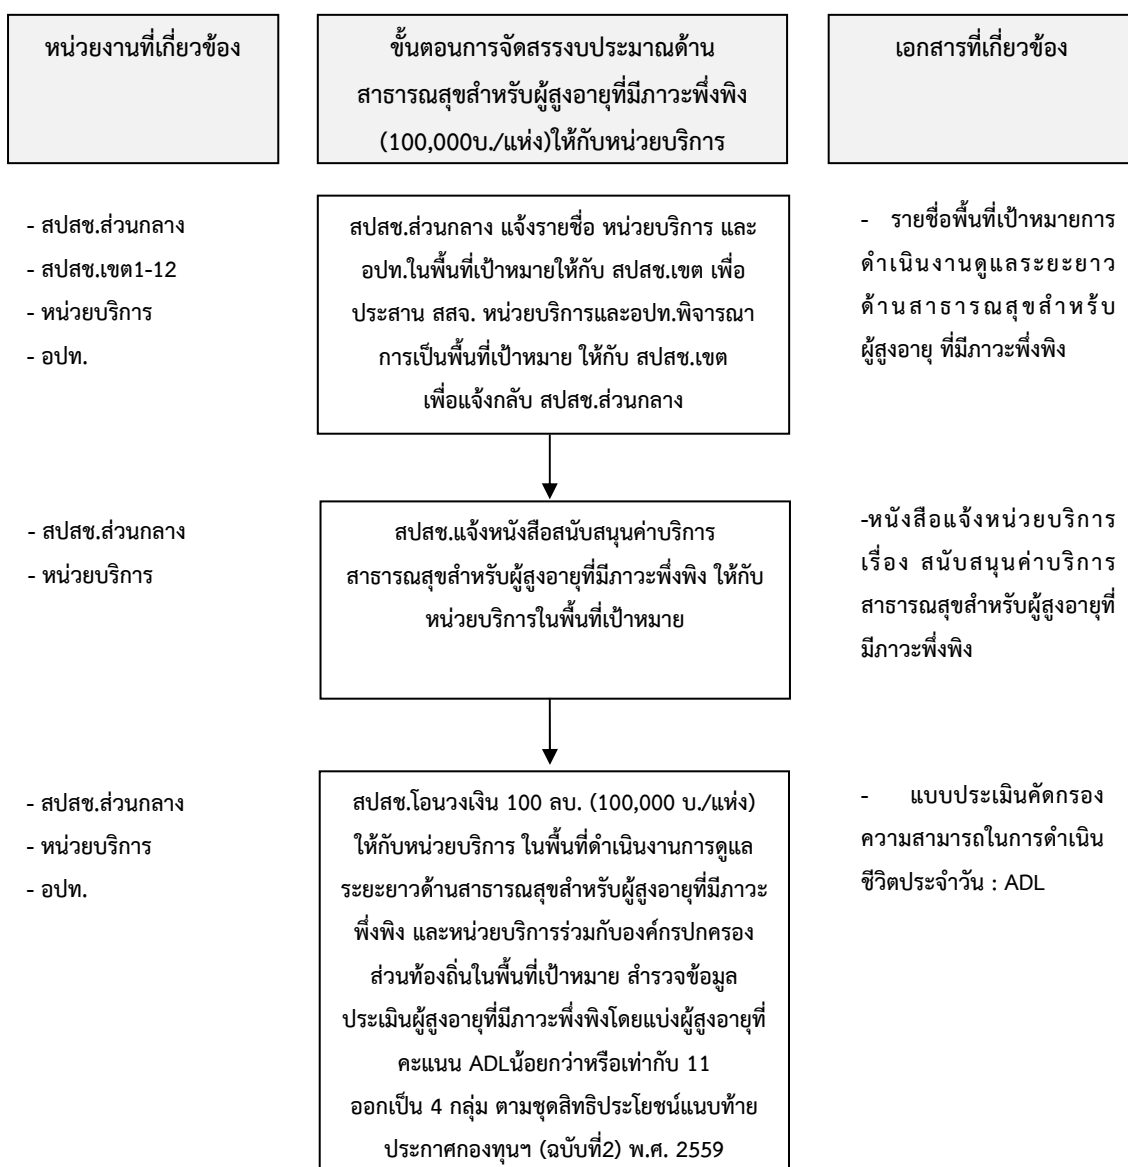 หน่วยงานที่เกี่ยวข้อง
ขั้นตอนการจัดสรรงบประมาณด้าน
สาธารณสุขสำหรับผู้สูงอายุที่มีภาวะพึ่งพิง
(100,000บ./แห่ง)ให้กับหน่วยบริการ
เอกสารที่เกี่ยวข้อง
- สปสช.ส่วนกลาง
- สปสช.เขต1-12
- หน่วยบริการ
- อปท.
สปสช.ส่วนกลาง แจ้งรายชื่อ หน่วยบริการ และ
อปท.ในพื้นที่เป้าหมายให้กับ สปสช.เขต เพื่อ
ประสาน สสจ. หน่วยบริการและอปท.พิจารณา
การเป็นพื้นที่เป้าหมาย ให้กับ สปสช.เขต
เพื่อแจ้งกลับ สปสช.ส่วนกลาง
- รายชื่อพื้นที่เป้าหมายการ
ดำเนินงานดูแลระยะยาว
ด้านสาธารณสุขสำหรับ
ผู้สูงอายุ ที่มีภาวะพึ่งพิง
- สปสช.ส่วนกลาง
- หน่วยบริการ
สปสช.แจ้งหนังสือสนับสนุนค่าบริการ
สาธารณสุขสำหรับผู้สูงอายุที่มีภาวะพึ่งพิง ให้กับ
หน่วยบริการในพื้นที่เป้าหมาย
-หนังสือแจ้งหน่วยบริการ
เรื่อง สนับสนุนค่าบริการ
สาธารณสุขสำหรับผู้สูงอายุที่
มีภาวะพึ่งพิง
- สปสช.ส่วนกลาง
- หน่วยบริการ
- อปท.
สปสช.โอนวงเงิน 100 ลบ. (100,000 บ./แห่ง)
ให้กับหน่วยบริการ ในพื้นที่ดำเนินงานการดูแล
ระยะยาวด้านสาธารณสุขสำหรับผู้สูงอายุที่มีภาวะ
พึ่งพิง และหน่วยบริการร่วมกับองค์กรปกครอง
ส่วนท้องถิ่นในพื้นที่เป้าหมาย สำรวจข้อมูล
ประเมินผู้สูงอายุที่มีภาวะพึ่งพิงโดยแบ่งผู้สูงอายุที่
คะแนน ADLน้อยกว่าหรือเท่ากับ 11
ออกเป็น 4 กลุ่ม ตามชุดสิทธิประโยชน์แนบท้าย
ประกาศกองทุนฯ (ฉบับที่2) พ.ศ. 2559
- แบบประเมินคัดกรอง
ความสามารถในการดำเนิน
ชีวิตประจำวัน : ADL